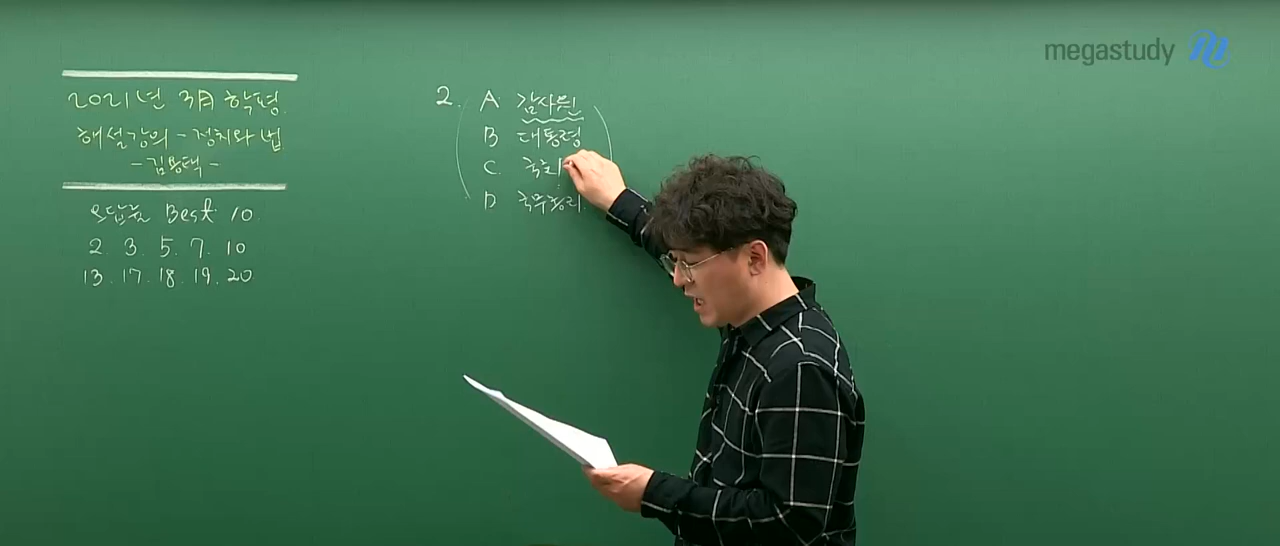 megastudy
2021년 3月 학평
해설강의 - 정치와 법
- 김용택 -
오답률 Best 10.
2. 3. 5. 7. 10
13. 17. 18. 19. 20
2. A 감사원
B 대통령
C. 국회
D 국무총리